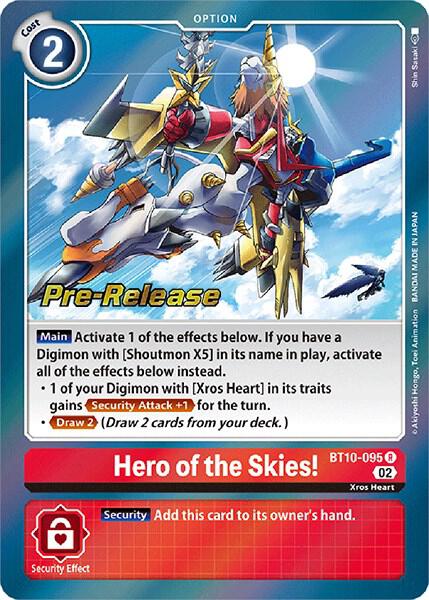 OPTION
Cost
2
Shin Sasaki
Pre-Release
© Akiyoshi Hongo, Toei Animation BANDAI MADE IN JAPAN
Main Activate 1 of the effects below. If you have a
Digimon with [Shoutmon X5] in its name in play, activate
all of the effects below instead.
• 1 of your Digimon with [Xros Heart] in its traits
gains Security Attack +1 for the turn.
• Draw 2 (Draw 2 cards from your deck.)
Hero of the Skies!
BT10-095 R
02
Xros Heart
Security Add this card to its owner's hand.
Security Effect